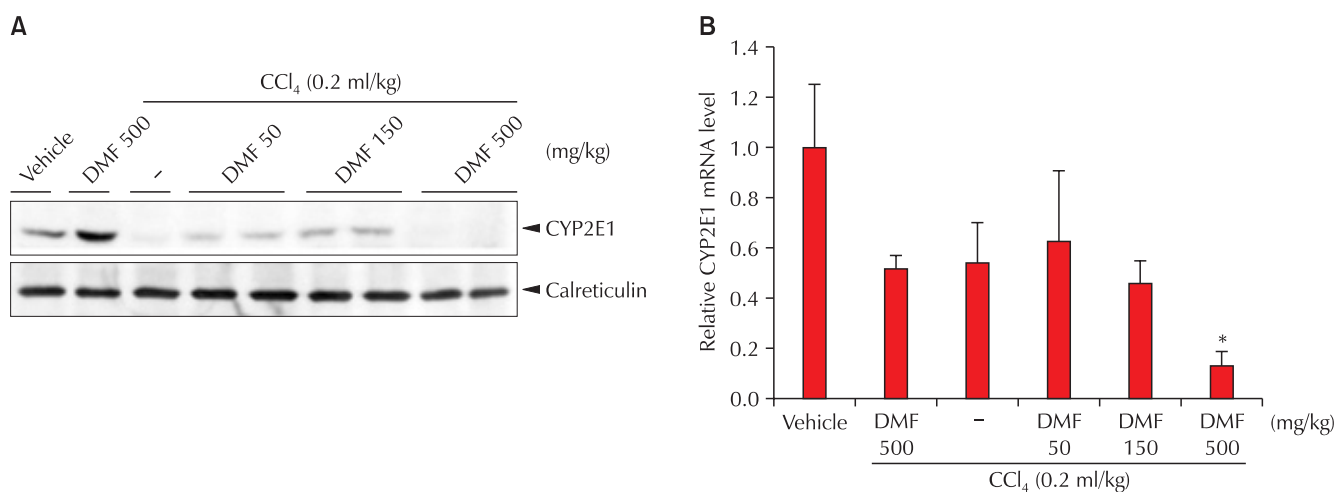 A
CCl₄ (0.2 ml/kg)
Vehicle
DMF 500
–
DMF 50
DMF 150
DMF 500
(mg/kg)
CYP2E1
Calreticulin
B
Relative CYP2E1 mRNA level
1.4
1.2
1.0
0.8
0.6
0.4
0.2
0.0
*
Vehicle
DMF
500
–
DMF
50
DMF
150
DMF
500
(mg/kg)
CCl₄ (0.2 ml/kg)